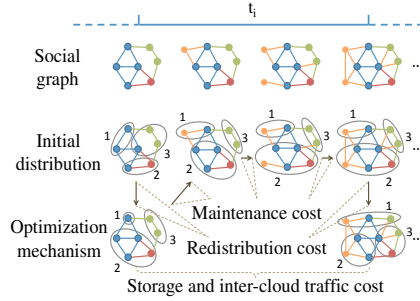 t_i
Social
graph
...
Initial
distribution
1
2
3
1
2
3
1
2
3
1
2
3
...
Maintenance cost
Optimization
mechanism
1
2
3
Redistribution cost
1
2
3
...
Storage and inter-cloud traffic cost